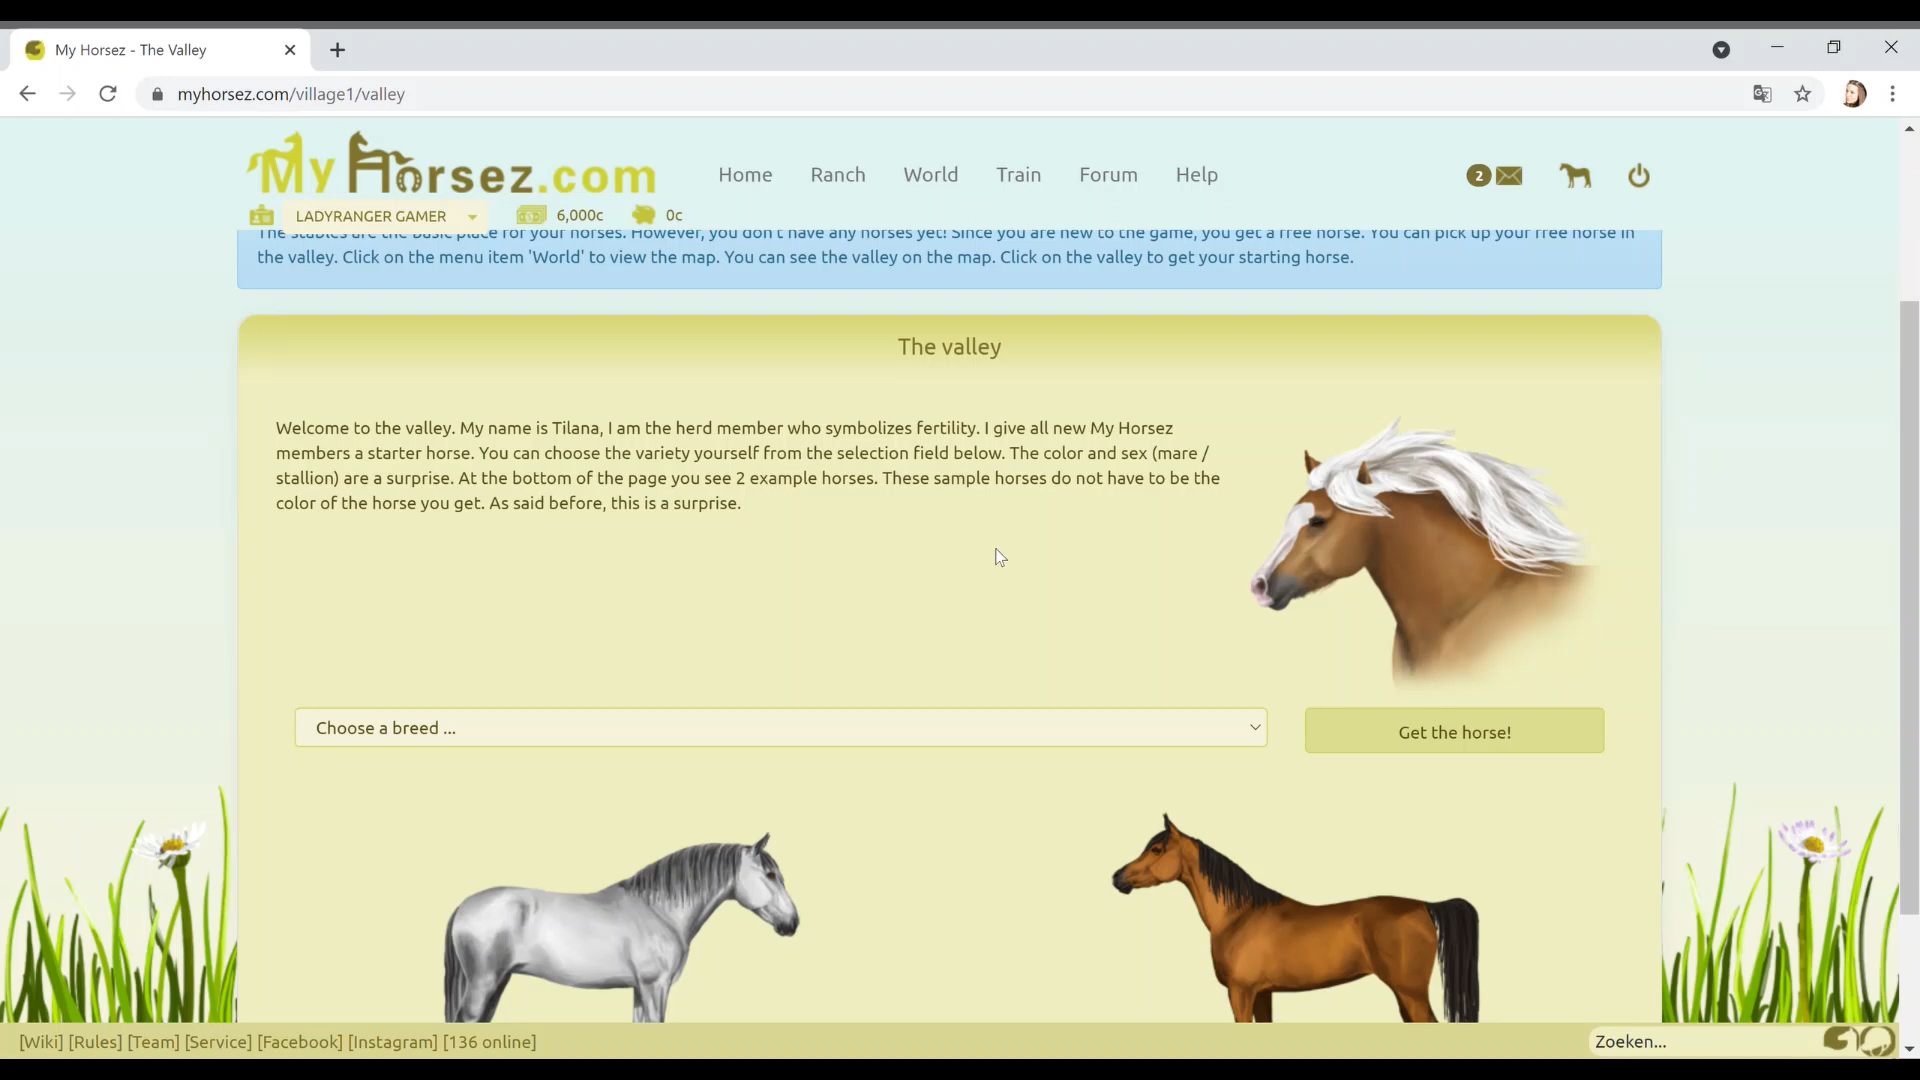 My Horsez - The Valley
myhorsez.com/village1/valley
My Horsez.com
Home
Ranch
World
Train
Forum
Help
2
LADYRANGER GAMER
6,000c
0c
The stables are the basic place for your horses. However, you don't have any horses yet! Since you are new to the game, you get a free horse. You can pick up your free horse in
the valley. Click on the menu item 'World' to view the map. You can see the valley on the map. Click on the valley to get your starting horse.
The valley
Welcome to the valley. My name is Tilana, I am the herd member who symbolizes fertility. I give all new My Horsez
members a starter horse. You can choose the variety yourself from the selection field below. The color and sex (mare /
stallion) are a surprise. At the bottom of the page you see 2 example horses. These sample horses do not have to be the
color of the horse you get. As said before, this is a surprise.
Choose a breed ...
Get the horse!
[Wiki] [Rules] [Team] [Service] [Facebook] [Instagram] [136 online]
Zoeken...